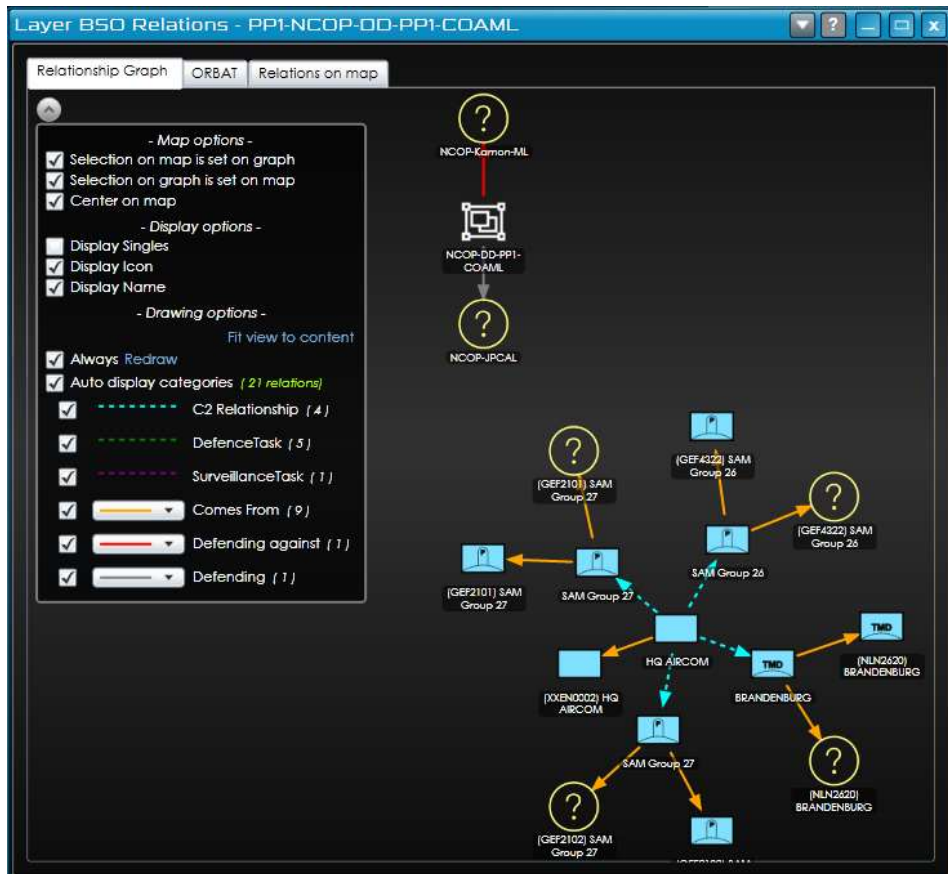 Layer BSO Relations - PP1-NCOP-DD-PP1-COAML
?
x
Relationship Graph
ORBAT
Relations on map
- Map options -
Selection on map is set on graph
Selection on graph is set on map
Center on map
- Display options -
Display Singles
Display Icon
Display Name
- Drawing options -
Fit view to content
Always Redraw
Auto display categories ( 21 relations)
C2 Relationship ( 4 )
DefenceTask ( 5 )
SurveillanceTask ( 1 )
Comes From ( 9 )
Defending against ( 1 )
Defending ( 1 )
?
NCOP-Kamon-ML
NCOP-DD-PP1-
COAML
?
NCOP-JPCAL
P
(GEF4322) SAM
Group 26
?
(GEF2101) SAM
Group 27
?
(GEF4322) SAM
Group 26
P
SAM Group 26
P
(GEF2101) SAM
Group 27
P
SAM Group 27
HQ AIRCOM
TMD
(NLN2620)
BRANDENBURG
TMD
BRANDENBURG
(XXEN0002) HQ
AIRCOM
P
SAM Group 27
?
(NLN2620)
BRANDENBURG
?
(GEF2102) SAM
Group 27
P